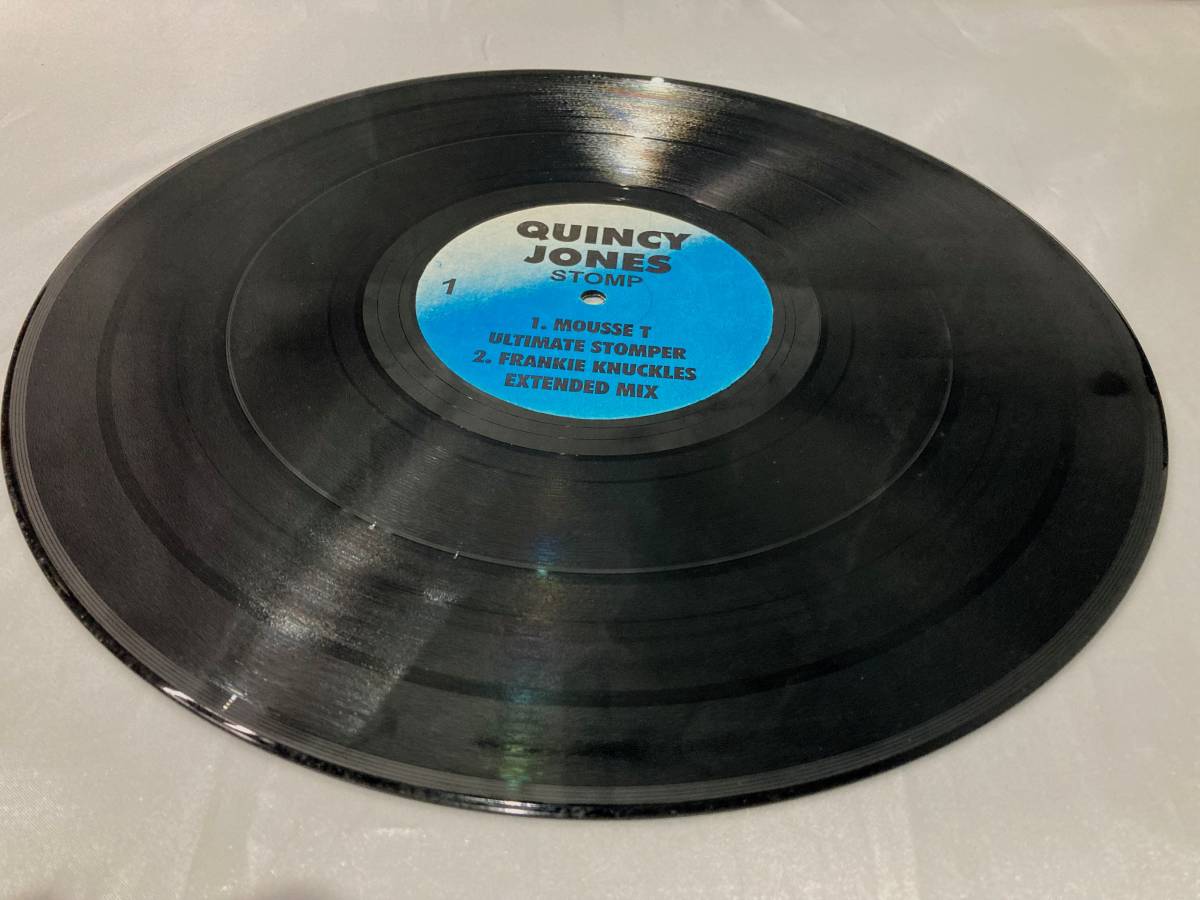 QUINCY
JONES
STOMP
1
1. MOUSSE T
ULTIMATE STOMPER
2. FRANKIE KNUCKLES
EXTENDED MIX